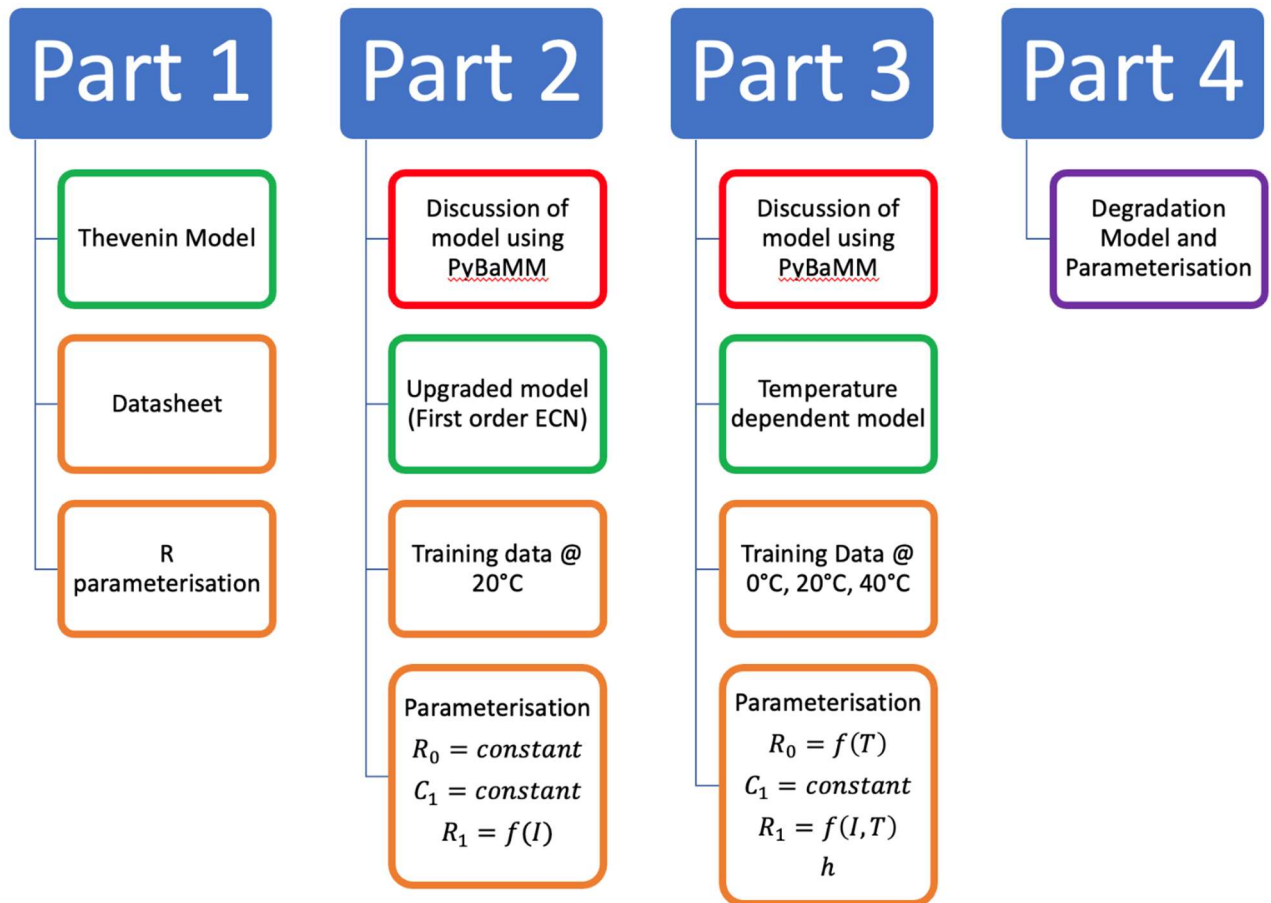 Part 1
Thevenin Model
Datasheet
R
parameterisation
Part 2
Discussion of
model using
PyBaMM
Upgraded model
(First order ECN)
Training data @
20°C
Parameterisation
R₀ = constant
C₁ = constant
R₁ = f(I)
Part 3
Discussion of
model using
PyBaMM
Temperature
dependent model
Training Data @
0°C, 20°C, 40°C
Parameterisation
R₀ = f(T)
C₁ = constant
R₁ = f(I, T)
h
Part 4
Degradation
Model and
Parameterisation